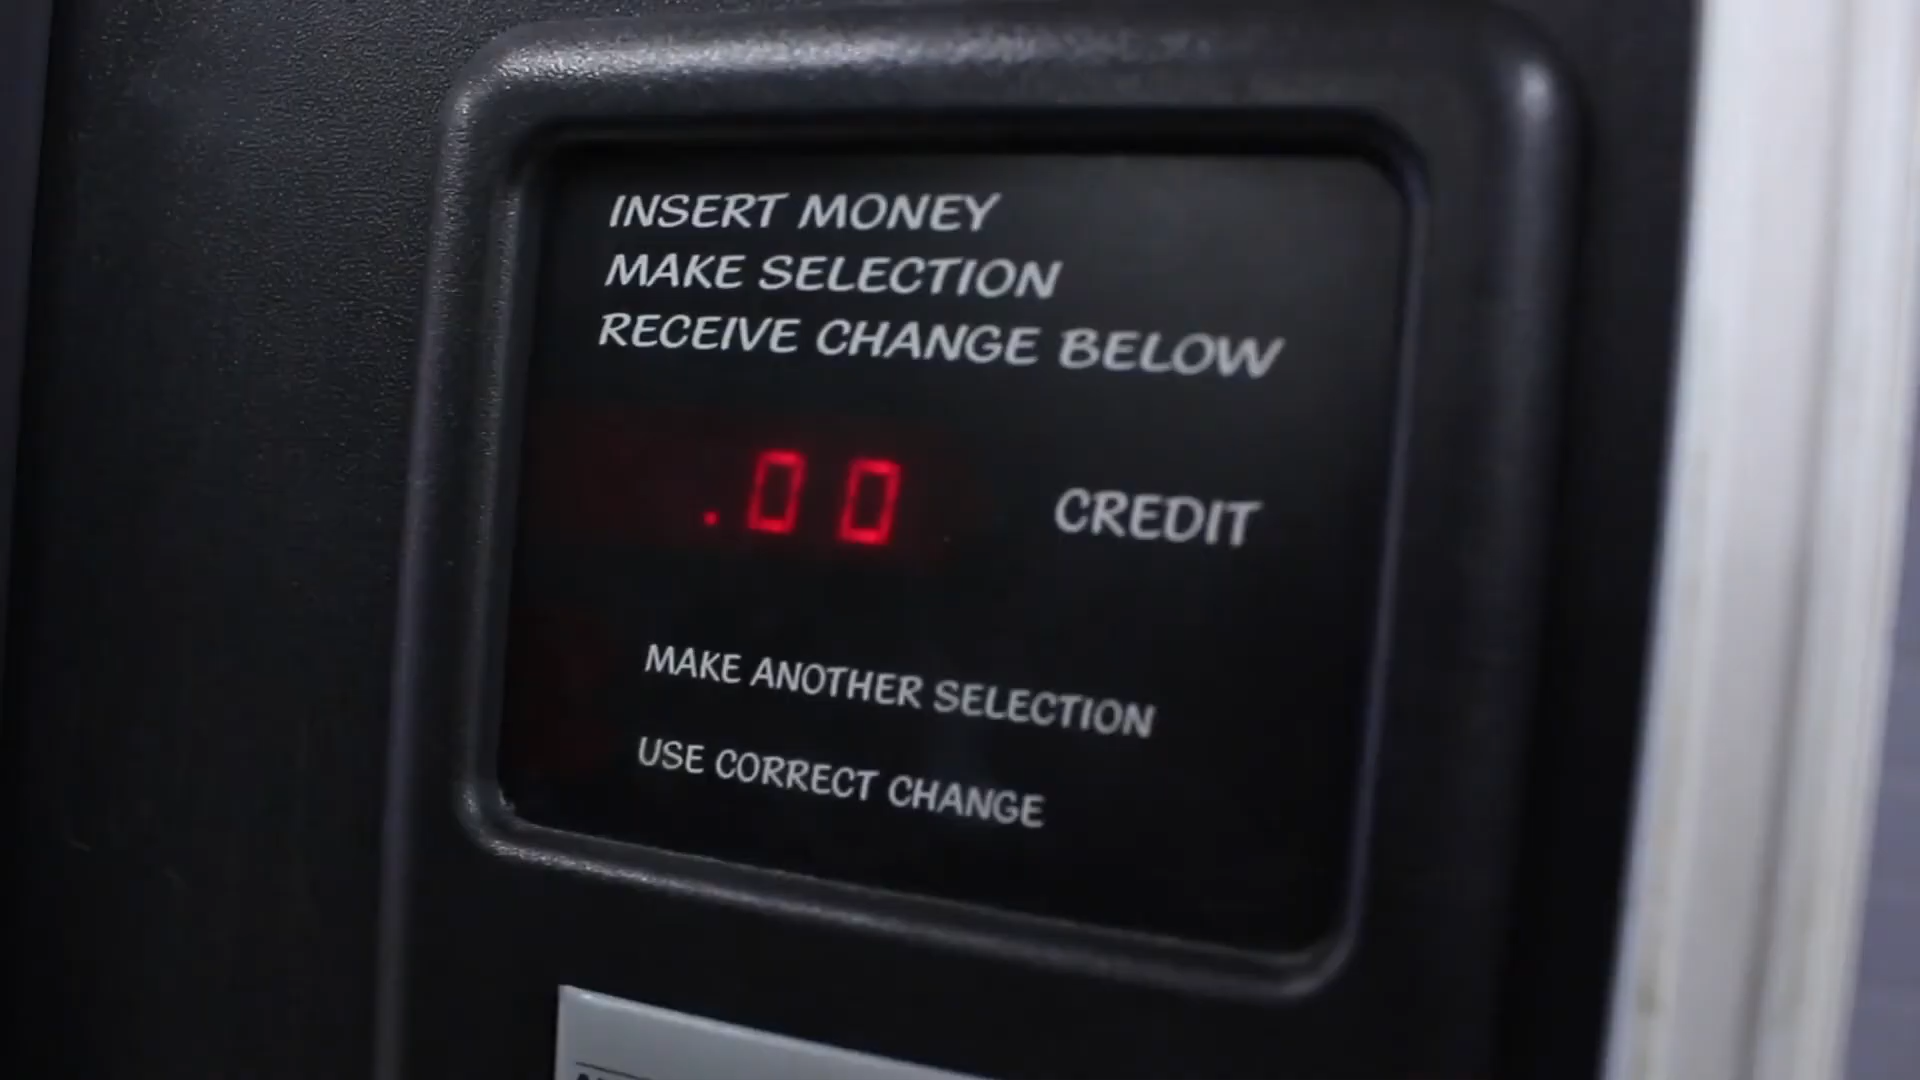 INSERT MONEY
MAKE SELECTION
RECEIVE CHANGE BELOW
.00 CREDIT
MAKE ANOTHER SELECTION
USE CORRECT CHANGE